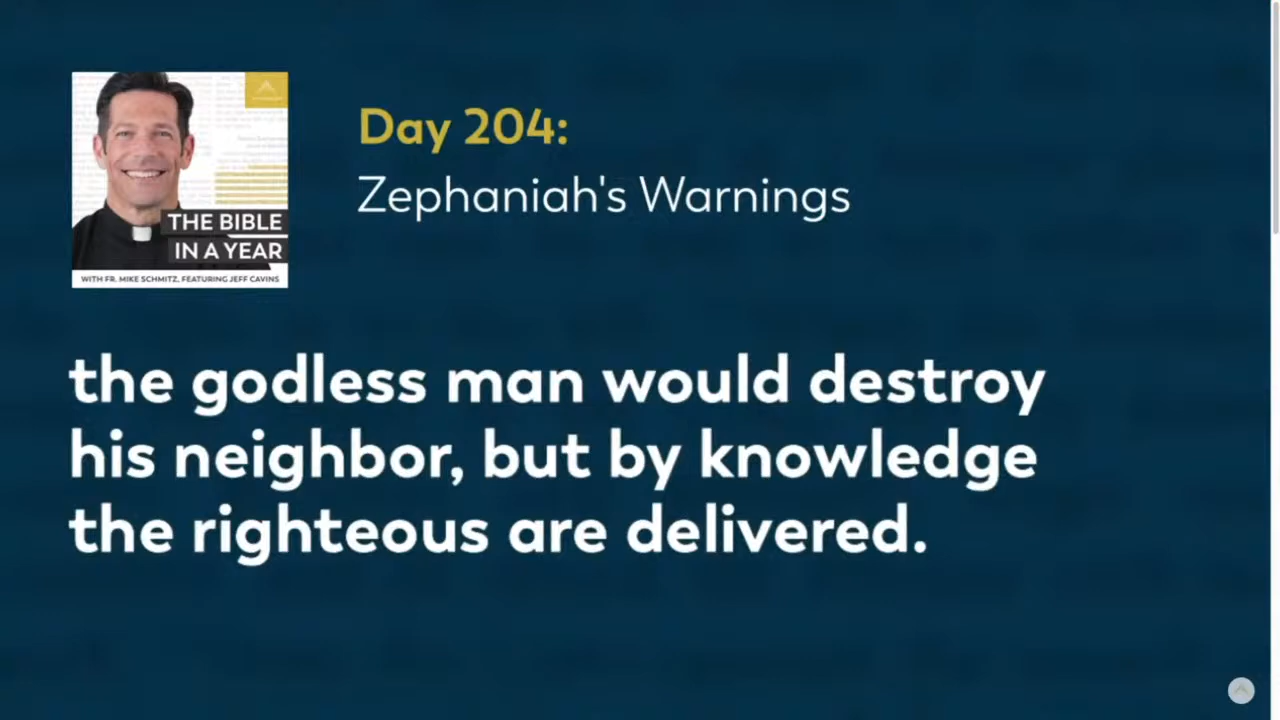 Day 204:
Zephaniah's Warnings
THE BIBLE
IN A YEAR
WITH FR. MIKE SCHMITZ, FEATURING JEFF CAVINS
the godless man would destroy
his neighbor, but by knowledge
the righteous are delivered.